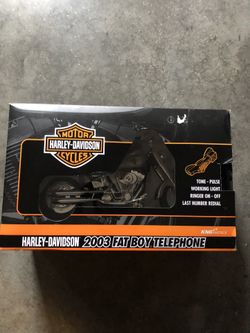 MOTOR
HARLEY-DAVIDSON
CYCLES
TONE - PULSE
WORKING LIGHT
RINGER ON - OFF
LAST NUMBER REDIAL
HARLEY-DAVIDSON 2003 FAT BOY TELEPHONE